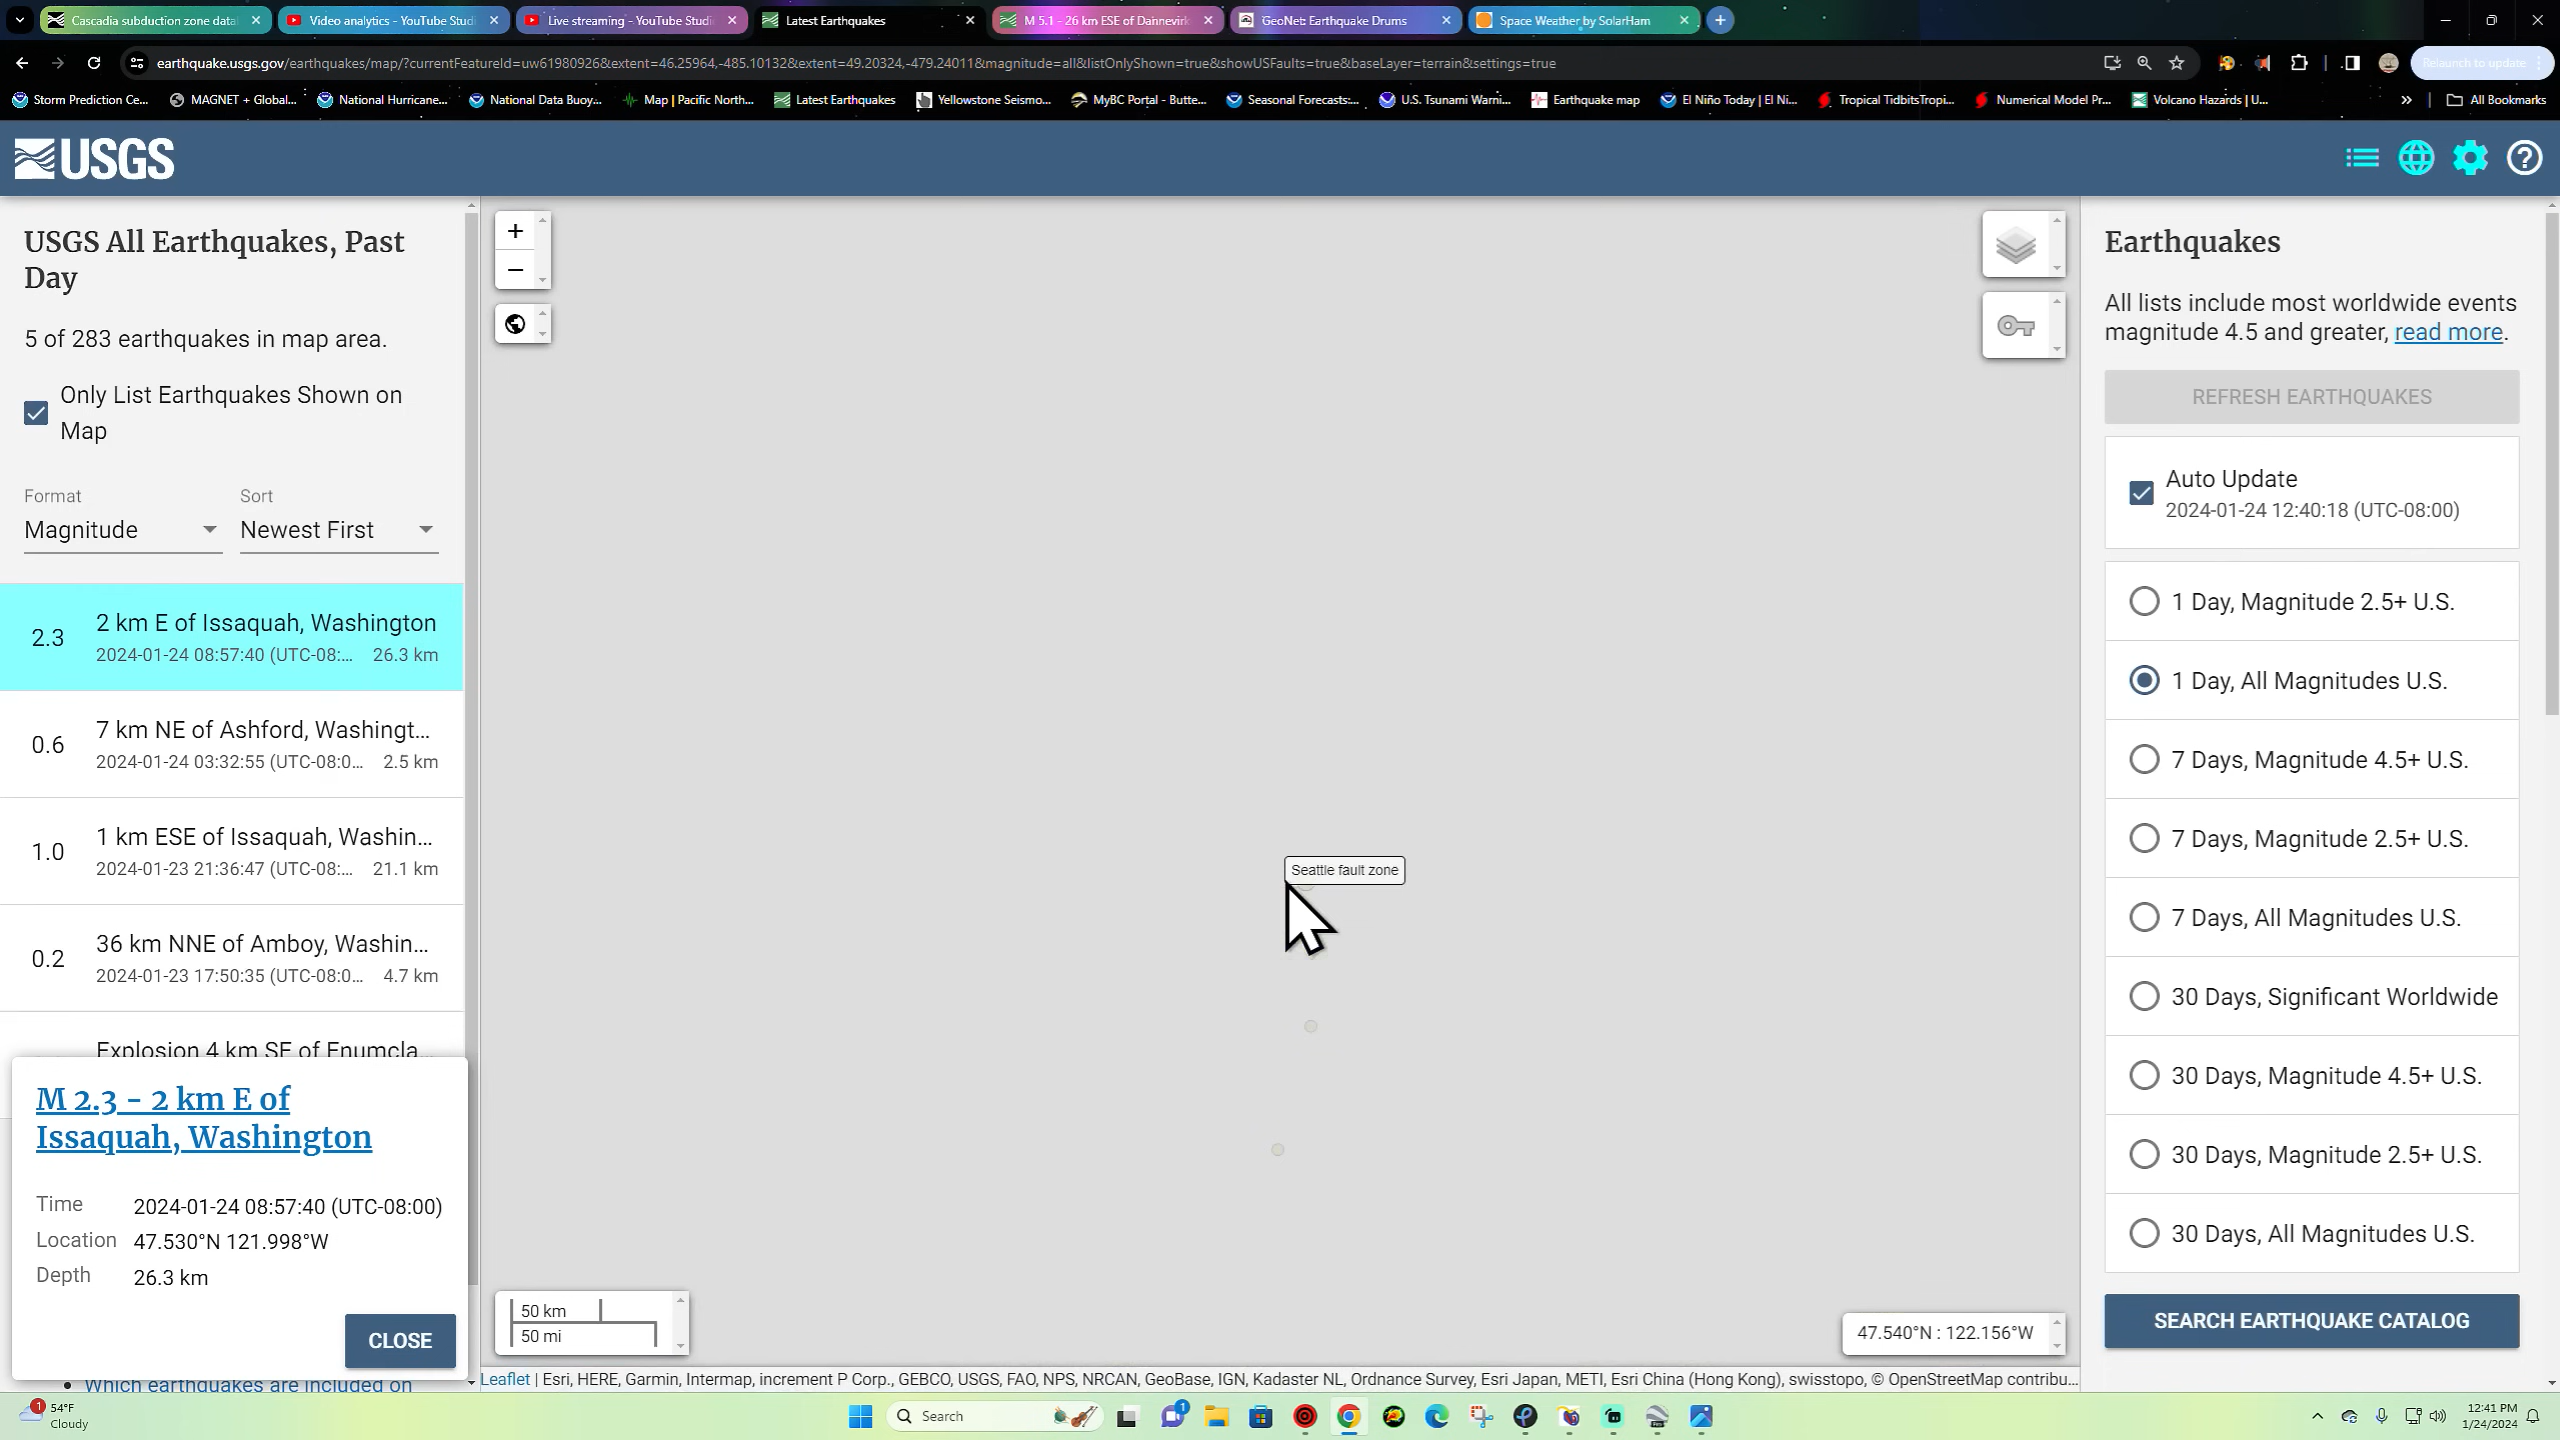 Cascadia subduction zone data
Video analytics - YouTube Studi
Live streaming - YouTube Studi
Latest Earthquakes
M 5.1 - 26 km ESE of Dannevirk
GeoNet: Earthquake Drums
Space Weather by SolarHam
earthquake.usgs.gov/earthquakes/map/?currentFeatureId=uw61980926&extent=46.25964,-485.10132&extent=49.20324,-479.24011&magnitude=all&listOnlyShown=true&showUSFaults=true&baseLayer=terrain&settings=true
Relaunch to update
Storm Prediction Ce...
MAGNET + Global...
National Hurricane...
National Data Buoy...
Map | Pacific North...
Latest Earthquakes
Yellowstone Seismo...
MyBC Portal - Butte...
Seasonal Forecasts:...
U.S. Tsunami Warni...
Earthquake map
El Niño Today | El Ni...
Tropical TidbitsTropi...
Numerical Model Pr...
Volcano Hazards | U...
All Bookmarks
USGS
USGS All Earthquakes, Past
Day
5 of 283 earthquakes in map area.
Only List Earthquakes Shown on
Map
Format
Sort
Magnitude
Newest First
2.3
2 km E of Issaquah, Washington
2024-01-24 08:57:40 (UTC-08:... 26.3 km
0.6
7 km NE of Ashford, Washingt...
2024-01-24 03:32:55 (UTC-08:0... 2.5 km
1.0
1 km ESE of Issaquah, Washin...
2024-01-23 21:36:47 (UTC-08:... 21.1 km
0.2
36 km NNE of Amboy, Washin...
2024-01-23 17:50:35 (UTC-08:0... 4.7 km
Explosion 4 km SE of Enumcla...
M 2.3 - 2 km E of
Issaquah, Washington
Time 2024-01-24 08:57:40 (UTC-08:00)
Location 47.530°N 121.998°W
Depth 26.3 km
CLOSE
Which earthquakes are included on
+
−
Seattle fault zone
50 km
50 mi
47.540°N : 122.156°W
Leaflet | Esri, HERE, Garmin, Intermap, increment P Corp., GEBCO, USGS, FAO, NPS, NRCAN, GeoBase, IGN, Kadaster NL, Ordnance Survey, Esri Japan, METI, Esri China (Hong Kong), swisstopo, © OpenStreetMap contribu...
Earthquakes
All lists include most worldwide events
magnitude 4.5 and greater, read more.
REFRESH EARTHQUAKES
Auto Update
2024-01-24 12:40:18 (UTC-08:00)
1 Day, Magnitude 2.5+ U.S.
1 Day, All Magnitudes U.S.
7 Days, Magnitude 4.5+ U.S.
7 Days, Magnitude 2.5+ U.S.
7 Days, All Magnitudes U.S.
30 Days, Significant Worldwide
30 Days, Magnitude 4.5+ U.S.
30 Days, Magnitude 2.5+ U.S.
30 Days, All Magnitudes U.S.
SEARCH EARTHQUAKE CATALOG
1
54°F
Cloudy
Search
1
12:41 PM
1/24/2024